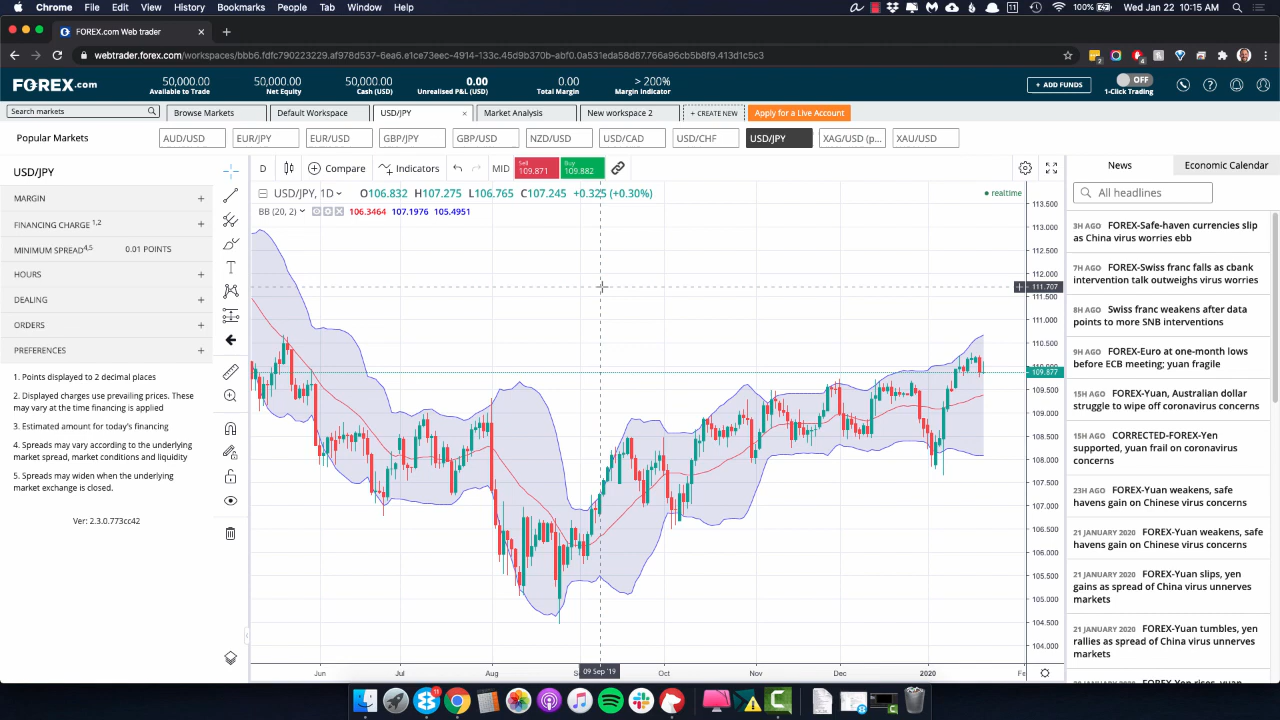 Chrome File Edit View History Bookmarks People Tab Window Help
11 100% Wed Jan 22 10:15 AM
FOREX.com Web trader
webtrader.forex.com/workspaces/
FOREX.com
50,000.00 50,000.00 50,000.00 0.00 0.00 > 200%
Available to Trade Net Equity Cash (USD) Unrealised P&L (USD) Total Margin Margin Indicator
+ ADD FUNDS OFF
1-Click Trading
Search markets Browse Markets Default Workspace USD/JPY Market Analysis New workspace 2 + CREATE NEW Apply for a Live Account
Popular Markets AUD/USD EUR/JPY EUR/USD GBP/JPY GBP/USD NZD/USD USD/CAD USD/CHF USD/JPY XAG/USD (p... XAU/USD
USD/JPY
MARGIN
FINANCING CHARGE 1,2
MINIMUM SPREAD4,5 0.01 POINTS
HOURS
DEALING
ORDERS
PREFERENCES
1. Points displayed to 2 decimal places
2. Displayed charges use prevailing prices. These
may vary at the time financing is applied
3. Estimated amount for today's financing
4. Spreads may vary according to the underlying
market spread, market conditions and liquidity
5. Spreads may widen when the underlying
market exchange is closed.
Ver: 2.3.0.773cc42
D Compare Indicators MID Sell 109.871 Buy 109.882
USD/JPY, 1D O106.832 H107.275 L106.765 C107.245 +0.325 (+0.30%)
realtime
BB (20, 2) 106.3464 107.1976 105.4951
113.500
113.000
112.500
112.000
111.707
111.500
111.000
110.500
109.877
109.500
109.000
108.500
108.000
107.500
107.000
106.500
106.000
105.500
105.000
104.500
104.000
Jun Jul Aug 09 Sep '19 Oct Nov Dec 2020 Fe
News Economic Calendar
All headlines
3H AGO FOREX-Safe-haven currencies slip
as China virus worries ebb
7H AGO FOREX-Swiss franc falls as cbank
intervention talk outweighs virus worries
8H AGO Swiss franc weakens after data
points to more SNB interventions
9H AGO FOREX-Euro at one-month lows
before ECB meeting; yuan fragile
15H AGO FOREX-Yuan, Australian dollar
struggle to wipe off coronavirus concerns
15H AGO CORRECTED-FOREX-Yen
supported, yuan frail on coronavirus
concerns
23H AGO FOREX-Yuan weakens, safe
havens gain on Chinese virus concerns
21 JANUARY 2020 FOREX-Yuan weakens, safe
havens gain on Chinese virus concerns
21 JANUARY 2020 FOREX-Yuan slips, yen
gains as spread of China virus unnerves
markets
21 JANUARY 2020 FOREX-Yuan tumbles, yen
rallies as spread of China virus unnerves
markets